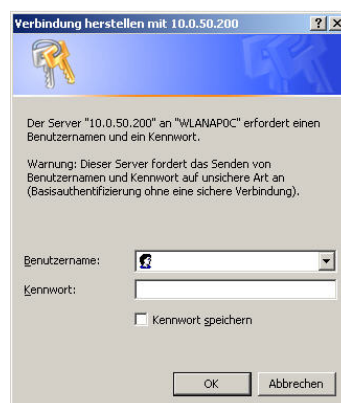 Verbindung herstellen mit 10.0.50.200
Der Server "10.0.50.200" an "WLANAP0C" erfordert einen
Benutzernamen und ein Kennwort.
Warnung: Dieser Server fordert das Senden von
Benutzernamen und Kennwort auf unsichere Art an
(Basisauthentifizierung ohne eine sichere Verbindung).
Benutzername:
Kennwort:
Kennwort speichern
OK Abbrechen